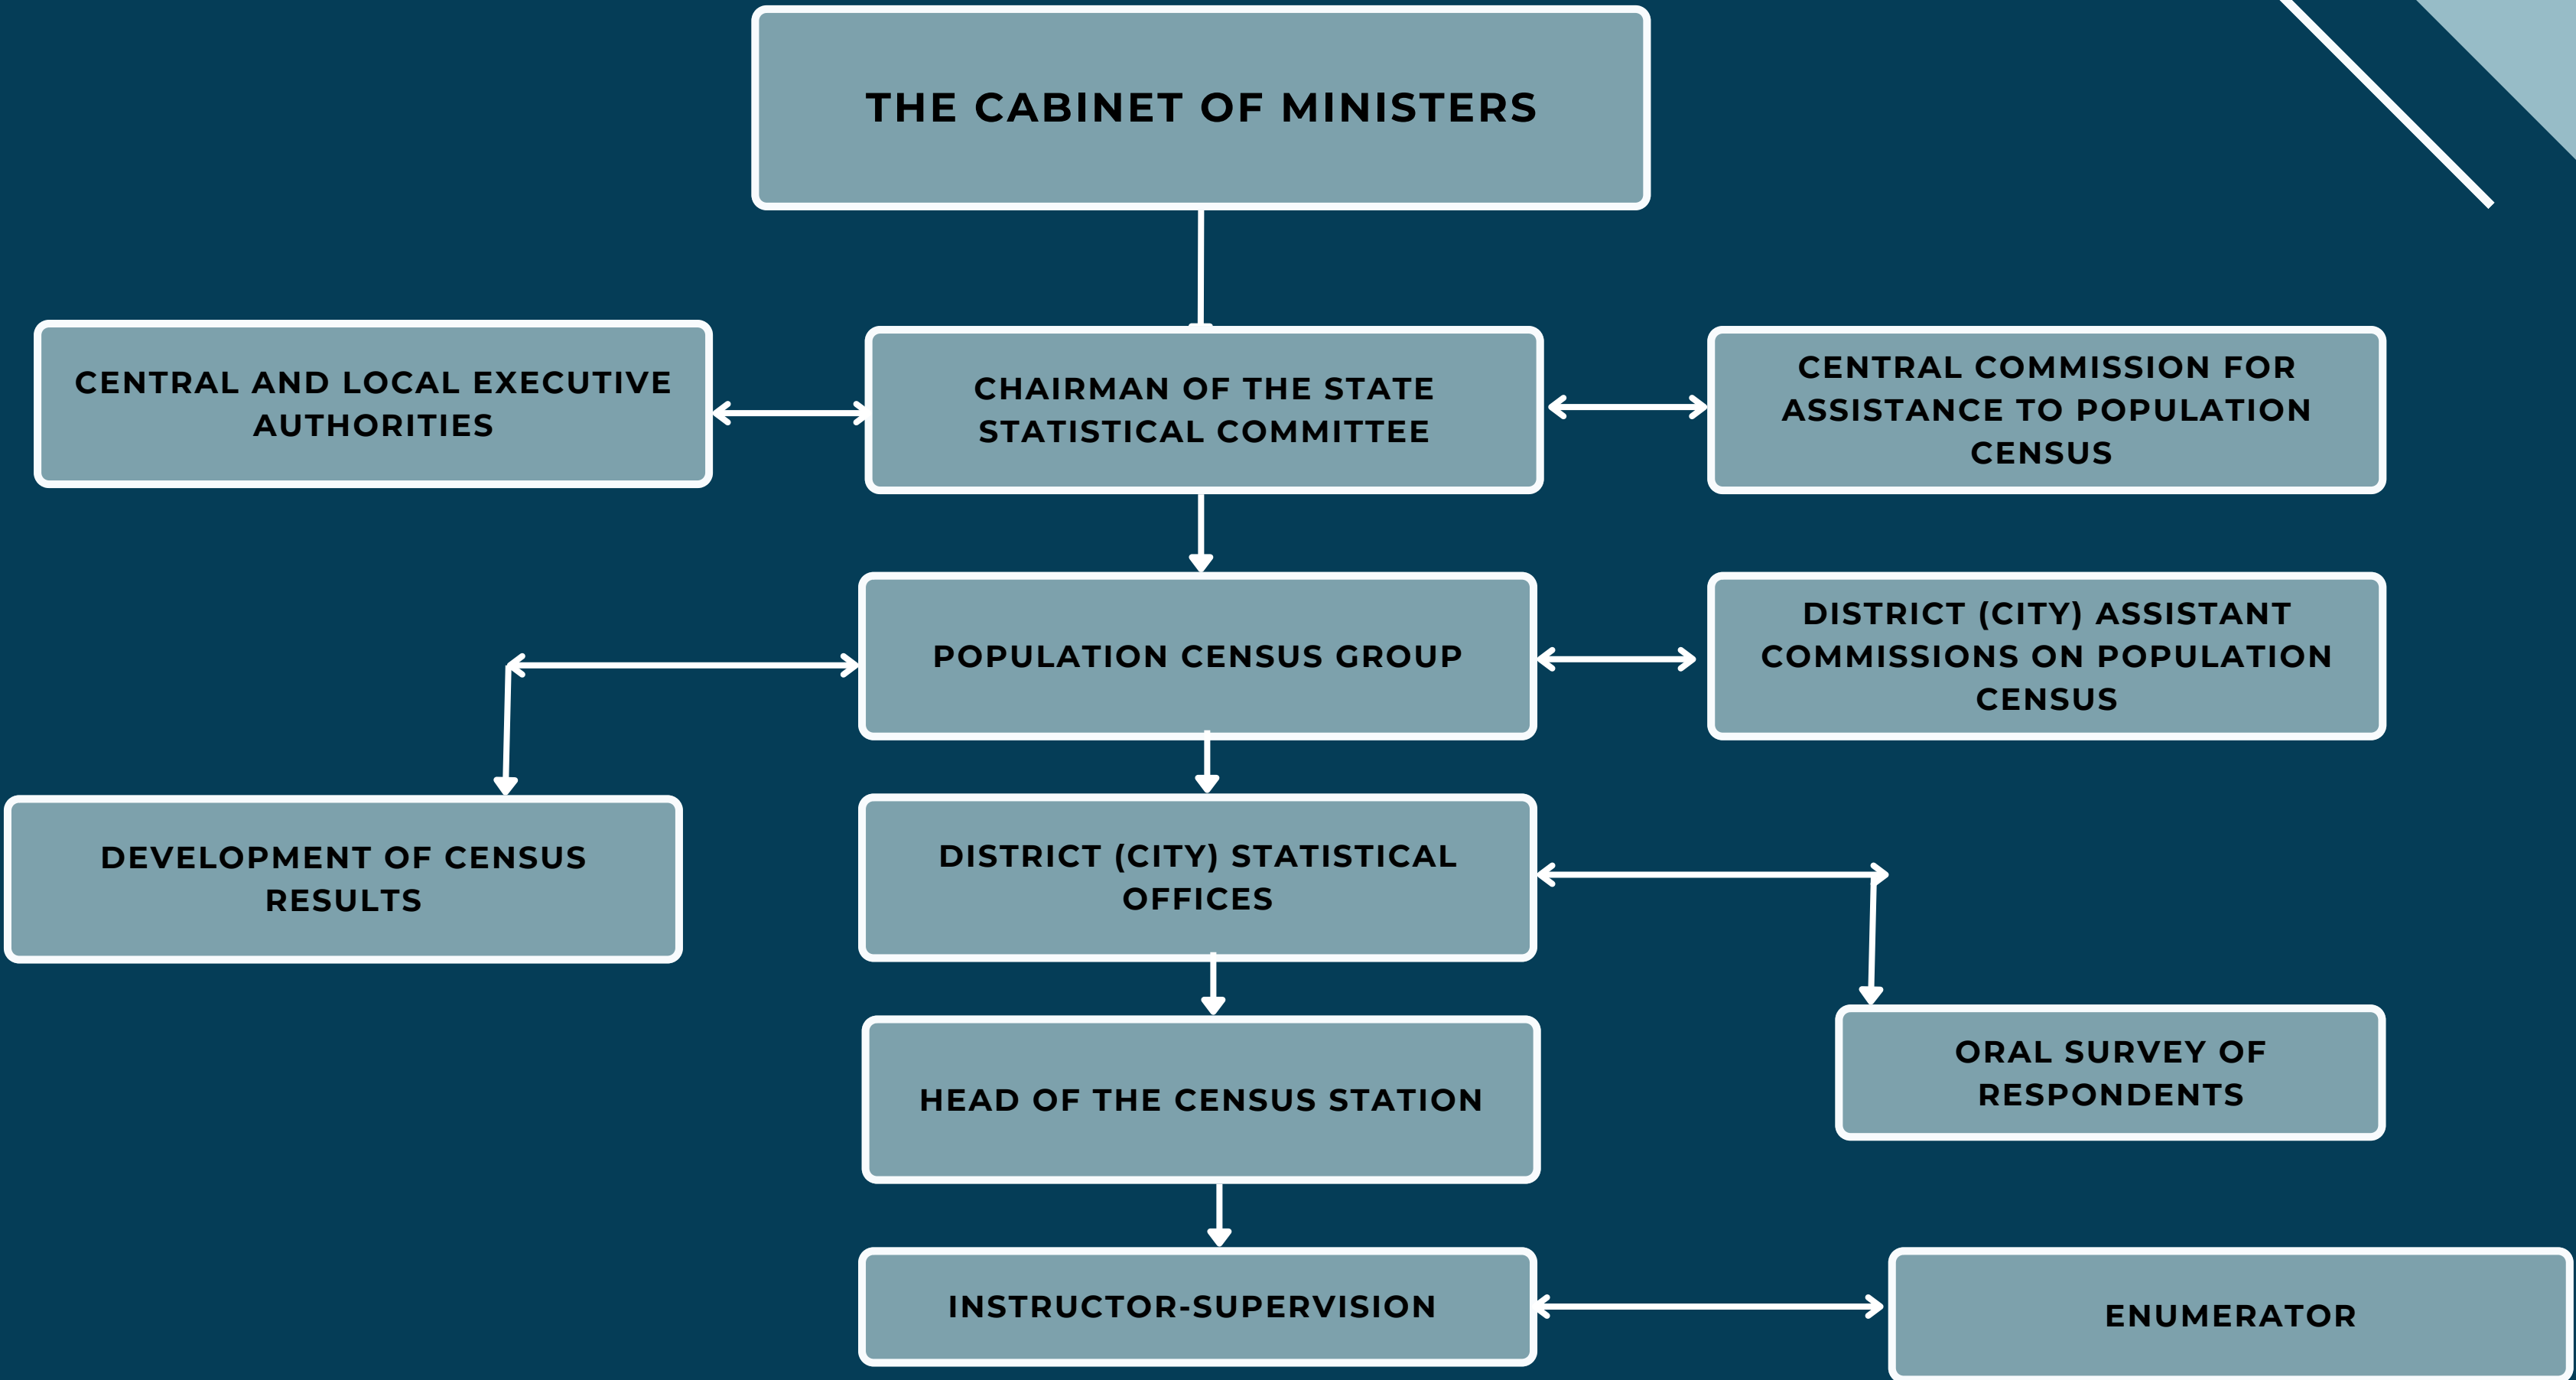 THE CABINET OF MINISTERS
CENTRAL AND LOCAL EXECUTIVE
AUTHORITIES
CHAIRMAN OF THE STATE
STATISTICAL COMMITTEE
CENTRAL COMMISSION FOR
ASSISTANCE TO POPULATION
CENSUS
POPULATION CENSUS GROUP
DISTRICT (CITY) ASSISTANT
COMMISSIONS ON POPULATION
CENSUS
DEVELOPMENT OF CENSUS
RESULTS
DISTRICT (CITY) STATISTICAL
OFFICES
HEAD OF THE CENSUS STATION
ORAL SURVEY OF
RESPONDENTS
INSTRUCTOR-SUPERVISION
ENUMERATOR